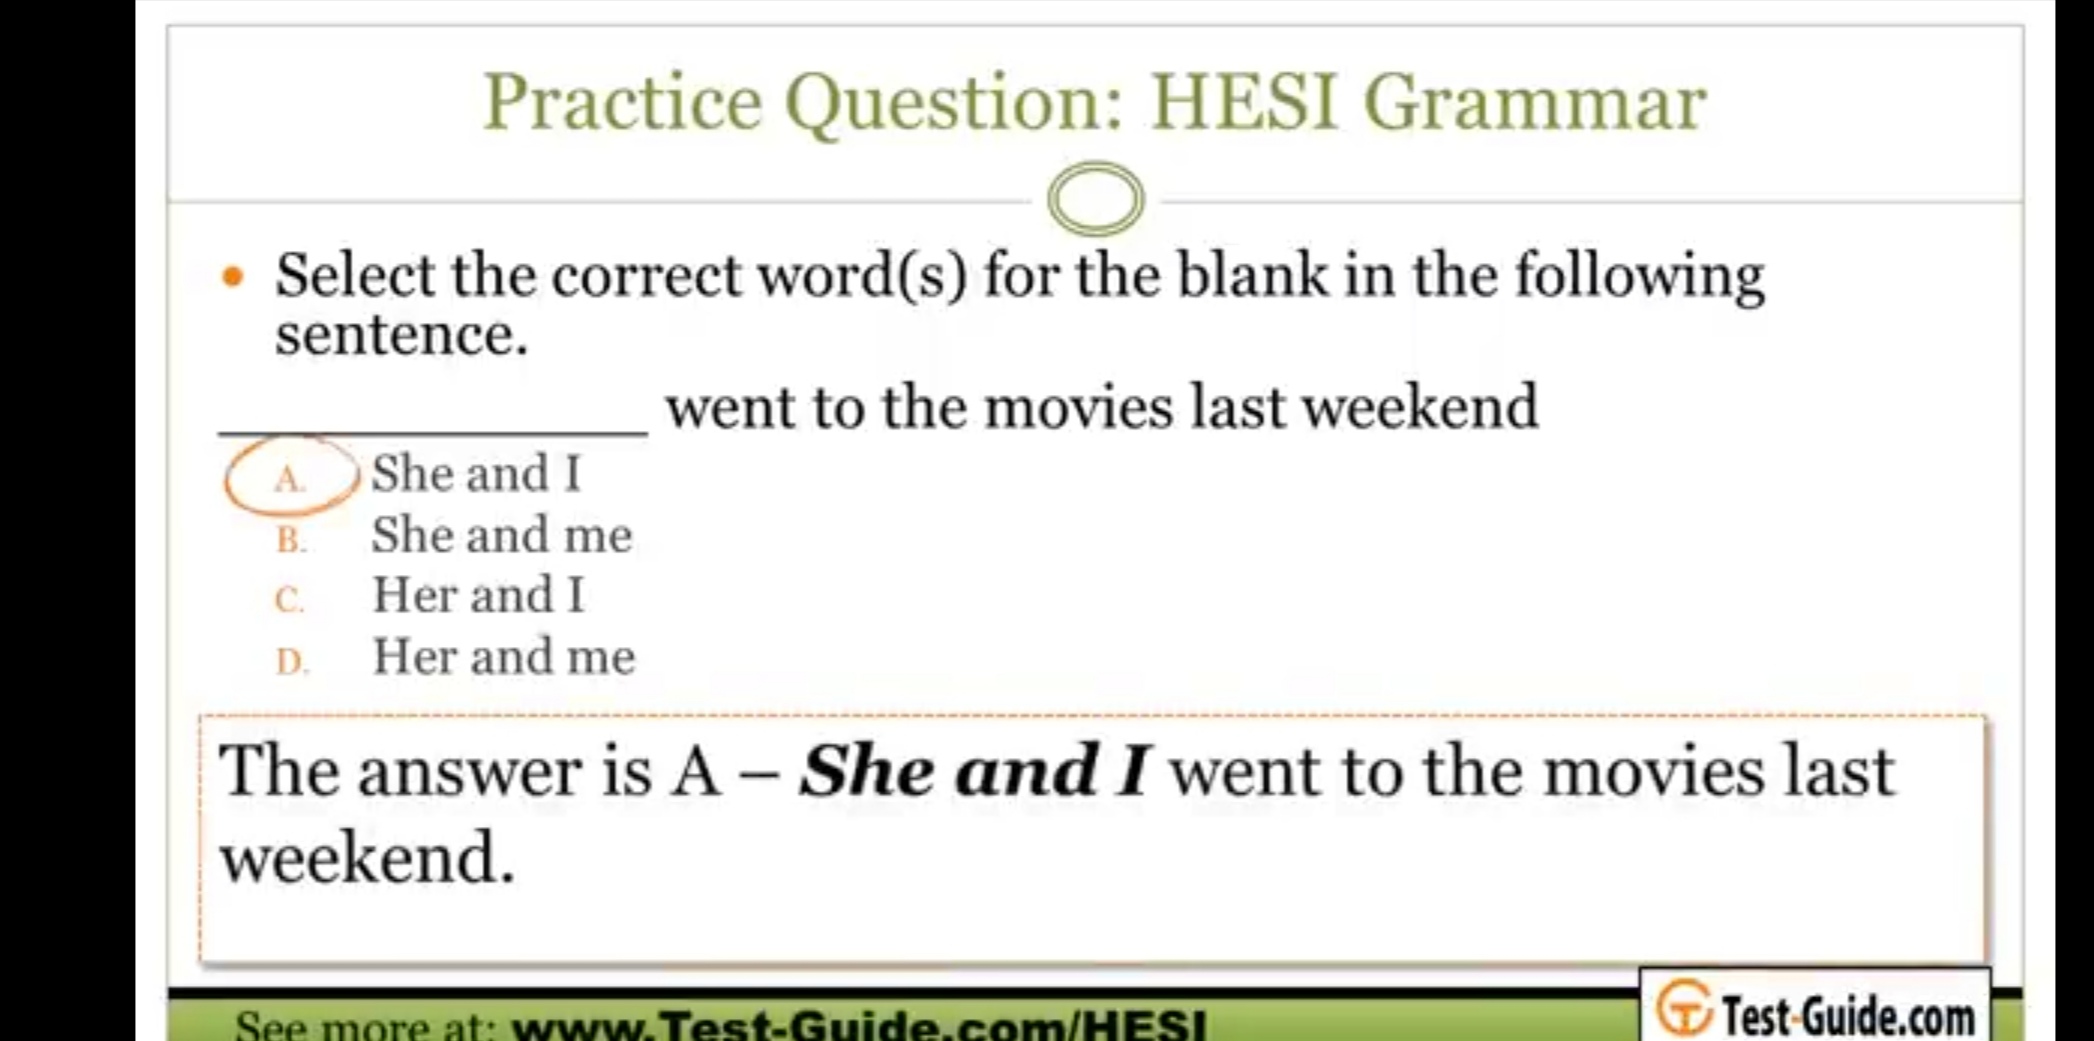 Practice Question: HESI Grammar
• Select the correct word(s) for the blank in the following
sentence.
______________ went to the movies last weekend
A. She and I
B. She and me
C. Her and I
D. Her and me
The answer is A – She and I went to the movies last
weekend.
See more at: www.Test-Guide.com/HESI
Test-Guide.com